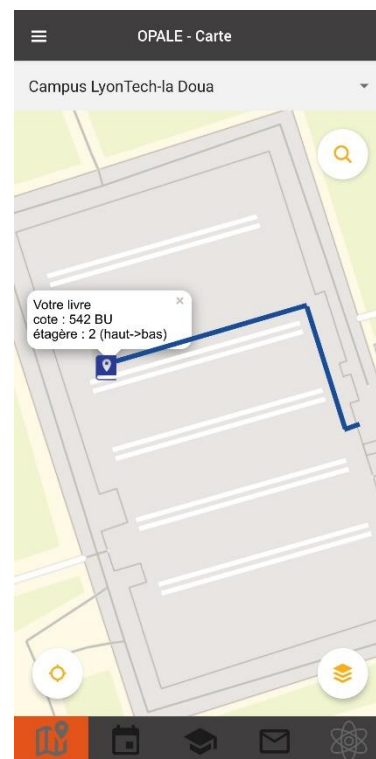 OPALE - Carte
Campus LyonTech-la Doua
Votre livre
cote : 542 BU
étagère : 2 (haut->bas)